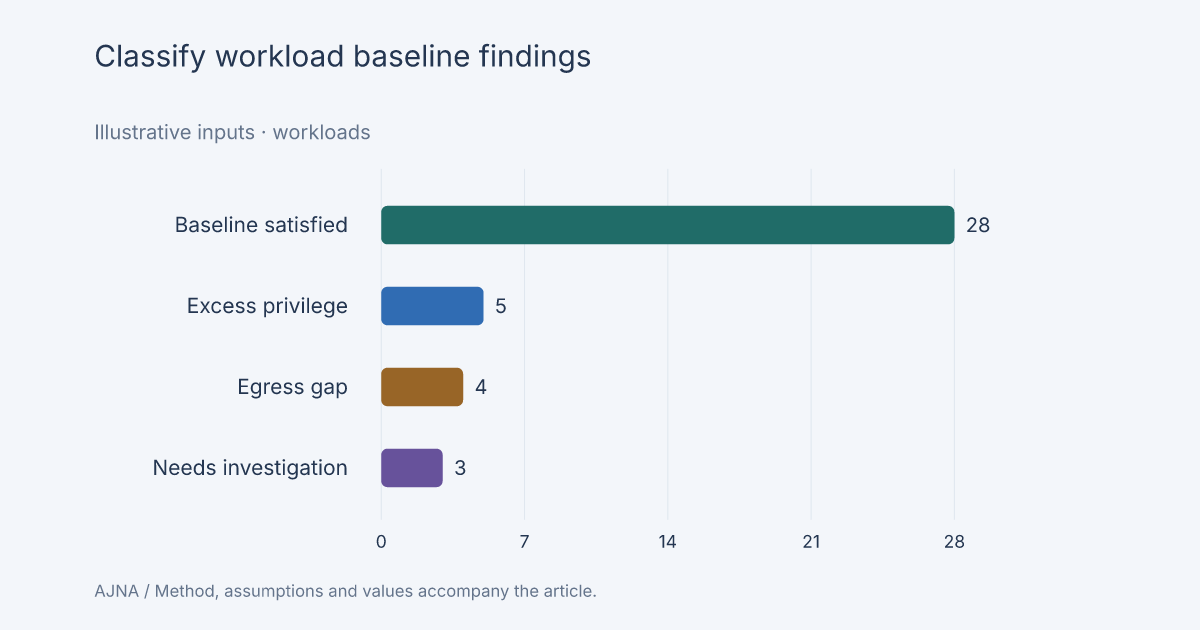 Classify workload baseline findings
Illustrative inputs · workloads
Baseline satisfied 28
Excess privilege 5
Egress gap 4
Needs investigation 3
0 7 14 21 28
AJNA / Method, assumptions and values accompany the article.